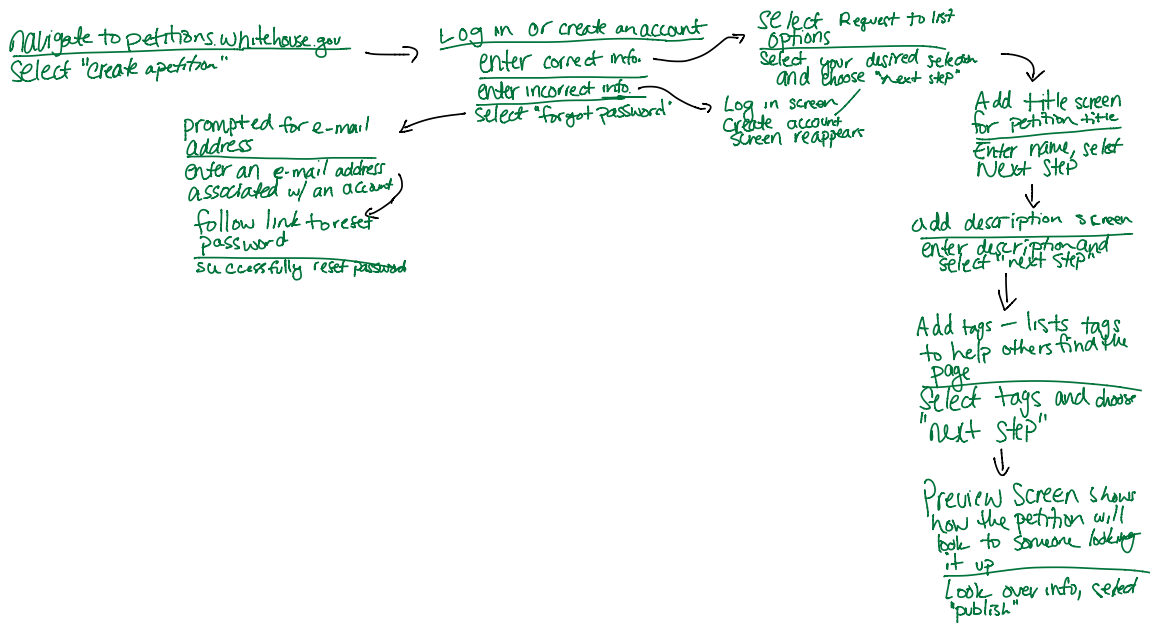 navigate to petitions.whitehouse.gov
select "create a petition"
Log in or create an account
enter correct info.
enter incorrect info.
select "forgot password"
prompted for e-mail
address
enter an e-mail address
associated w/ an account
follow link to reset
password
successfully reset password
Select Request to list
options
select your desired selection
and choose "next step"
Log in screen
create account
screen reappears
Add title screen
for petition title
Enter name, select
Next Step
add description screen
enter description and
select "next step"
Add tags – lists tags
to help others find the
page
Select tags and choose
"next step"
Preview Screen shows
how the petition will
look to someone looking
it up
Look over info, select
"publish"